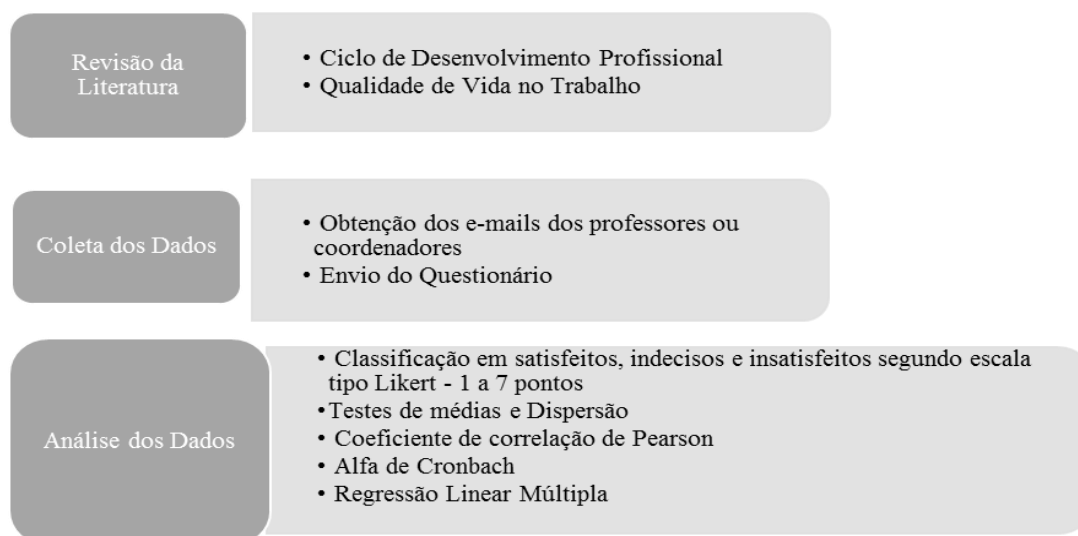 Revisão da
Literatura
• Ciclo de Desenvolvimento Profissional
• Qualidade de Vida no Trabalho
Coleta dos Dados
• Obtenção dos e-mails dos professores ou
coordenadores
• Envio do Questionário
Análise dos Dados
• Classificação em satisfeitos, indecisos e insatisfeitos segundo escala
tipo Likert - 1 a 7 pontos
•Testes de médias e Dispersão
• Coeficiente de correlação de Pearson
• Alfa de Cronbach
• Regressão Linear Múltipla